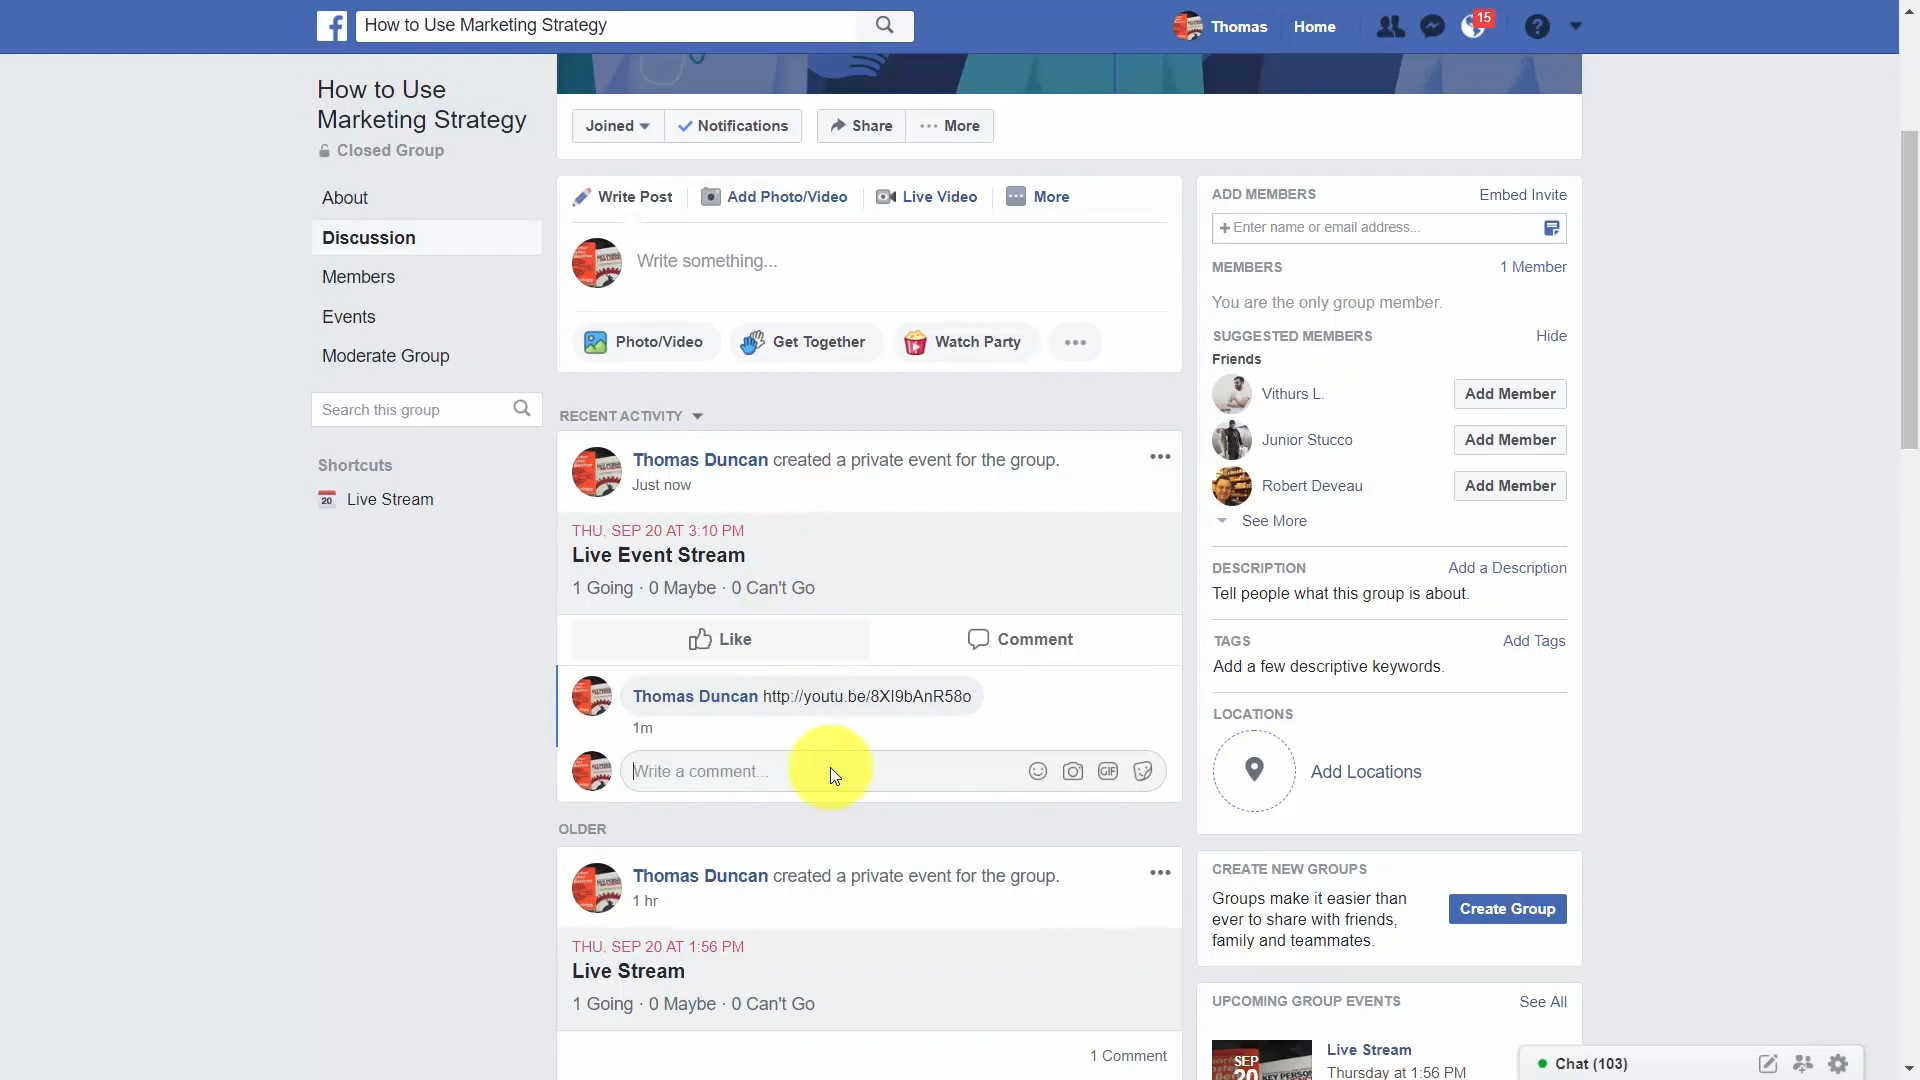 How to Use Marketing Strategy
Thomas
Home
15
How to Use
Marketing Strategy
Closed Group
About
Discussion
Members
Events
Moderate Group
Search this group
Shortcuts
20 Live Stream
Joined
Notifications
Share
More
Write Post
Add Photo/Video
Live Video
More
Write something...
Photo/Video
Get Together
Watch Party
RECENT ACTIVITY
Thomas Duncan created a private event for the group.
Just now
THU, SEP 20 AT 3:10 PM
Live Event Stream
1 Going · 0 Maybe · 0 Can't Go
Like
Comment
Thomas Duncan http://youtu.be/8XI9bAnR58o
1m
Write a comment...
GIF
OLDER
Thomas Duncan created a private event for the group.
1 hr
THU, SEP 20 AT 1:56 PM
Live Stream
1 Going · 0 Maybe · 0 Can't Go
1 Comment
ADD MEMBERS
Embed Invite
+ Enter name or email address...
MEMBERS
1 Member
You are the only group member.
SUGGESTED MEMBERS
Hide
Friends
Vithurs L.
Add Member
Junior Stucco
Add Member
Robert Deveau
Add Member
See More
DESCRIPTION
Add a Description
Tell people what this group is about.
TAGS
Add Tags
Add a few descriptive keywords.
LOCATIONS
Add Locations
CREATE NEW GROUPS
Groups make it easier than
ever to share with friends,
family and teammates.
Create Group
UPCOMING GROUP EVENTS
See All
SEP
20
Live Stream
Thursday at 1:56 PM
Chat (103)